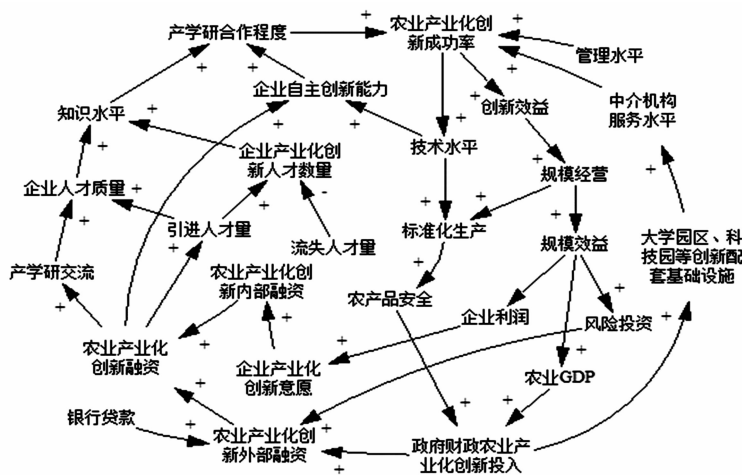 产学研合作程度
农业产业化创
新成功率
管理水平
企业自主创新能力
创新效益
中介机构
服务水平
知识水平
企业产业化创
新人才数量
技术水平
规模经营
企业人才质量
引进人才量
流失人才量
标准化生产
规模效益
大学园区、科
技园等创新配
套基础设施
产学研交流
农业产业化创
新内部融资
农产品安全
企业利润
风险投资
农业产业化
创新融资
企业产业化
创新意愿
农业GDP
银行贷款
农业产业化创
新外部融资
政府财政农业产
业化创新投入